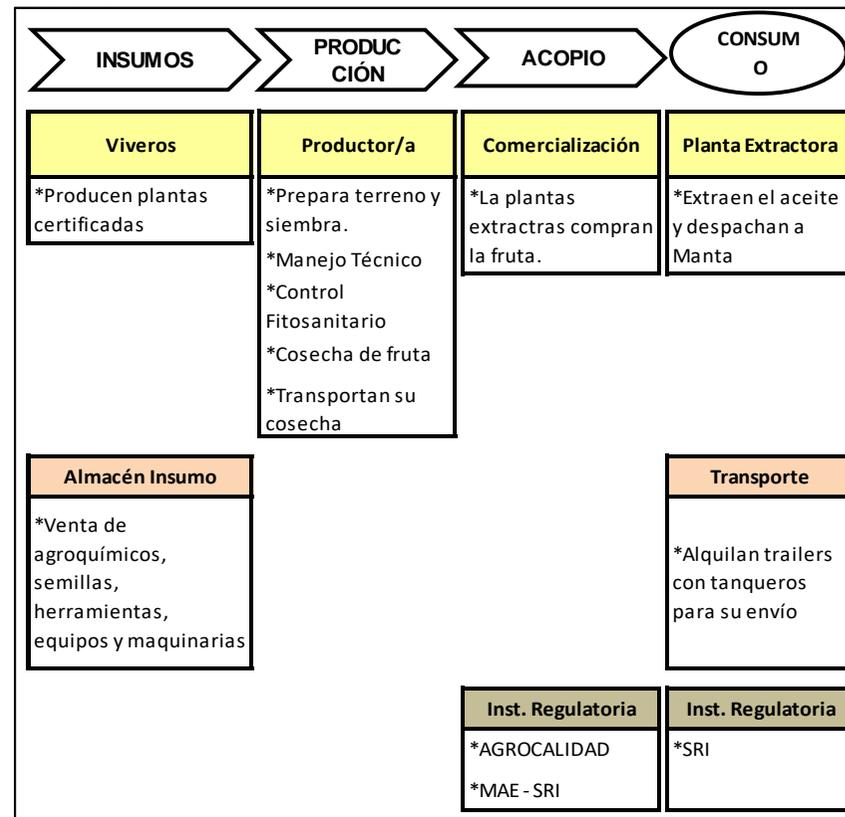 INSUMOS
PRODUC
CIÓN
ACOPIO
CONSUM
O
Viveros
*Producen plantas
certificadas
Productor/a
*Prepara terreno y
siembra.
*Manejo Técnico
*Control
Fitosanitario
*Cosecha de fruta
*Transportan su
cosecha
Comercialización
*La plantas
extractras compran
la fruta.
Planta Extractora
*Extraen el aceite
y despachan a
Manta
Almacén Insumo
*Venta de
agroquímicos,
semillas,
herramientas,
equipos y maquinarias
Transporte
*Alquilan trailers
con tanqueros
para su envío
Inst. Regulatoria
*AGROCALIDAD
*MAE - SRI
Inst. Regulatoria
*SRI